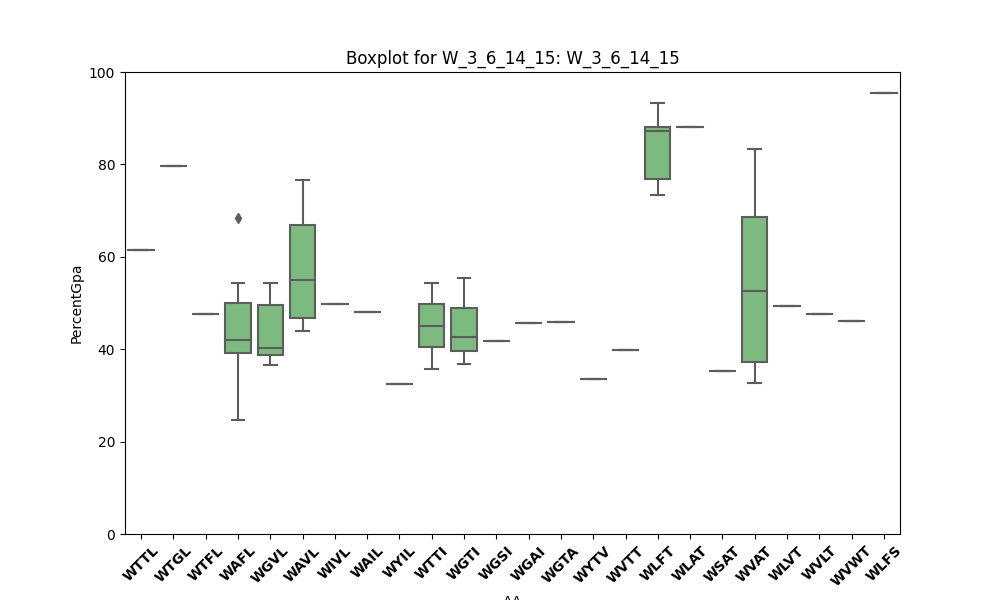 Boxplot for W_3_6_14_15: W_3_6_14_15
PercentGpa
100
80
60
40
20
0
WTTL WTGL WTFL WAFL WGVL WAVL WIVL WAIL WYIL WTTI WGTI WGSI WGAI WGTA WYTV WVTT WLFT WLAT WSAT WVAT WLVT WVLT WVWT WLFS
AA